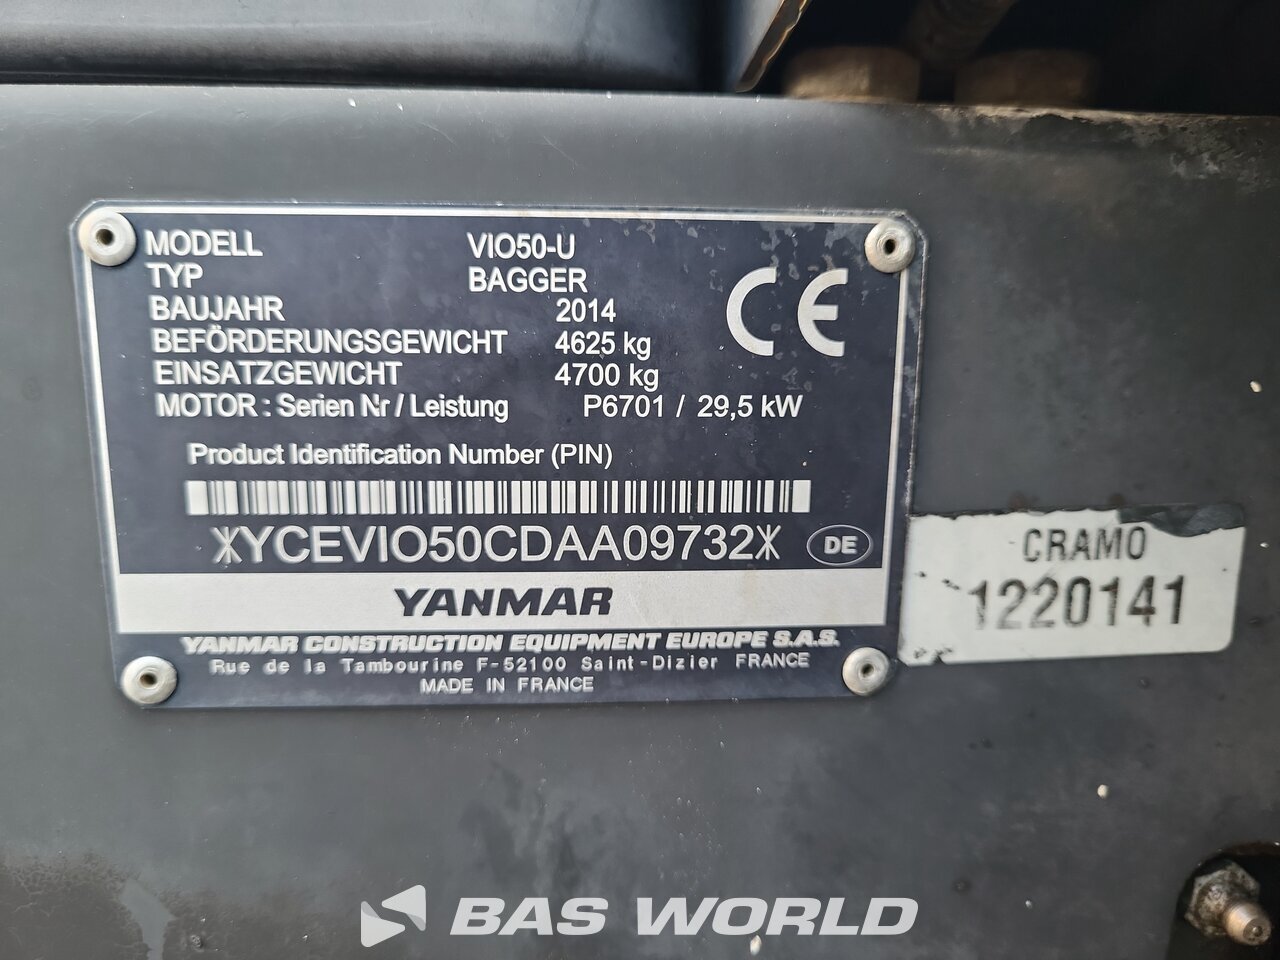 MODELL VIO50-U
TYP BAGGER
BAUJAHR 2014
BEFÖRDERUNGSGEWICHT 4625 kg
EINSATZGEWICHT 4700 kg
MOTOR : Serien Nr / Leistung P6701 / 29,5 kW
CE
Product Identification Number (PIN)
*YCEVIO50CDAA09732*
DE
YANMAR
YANMAR CONSTRUCTION EQUIPMENT EUROPE S.A.S.
Rue de la Tambourine F-52100 Saint-Dizier FRANCE
MADE IN FRANCE
CRAMO
1220141
BAS WORLD